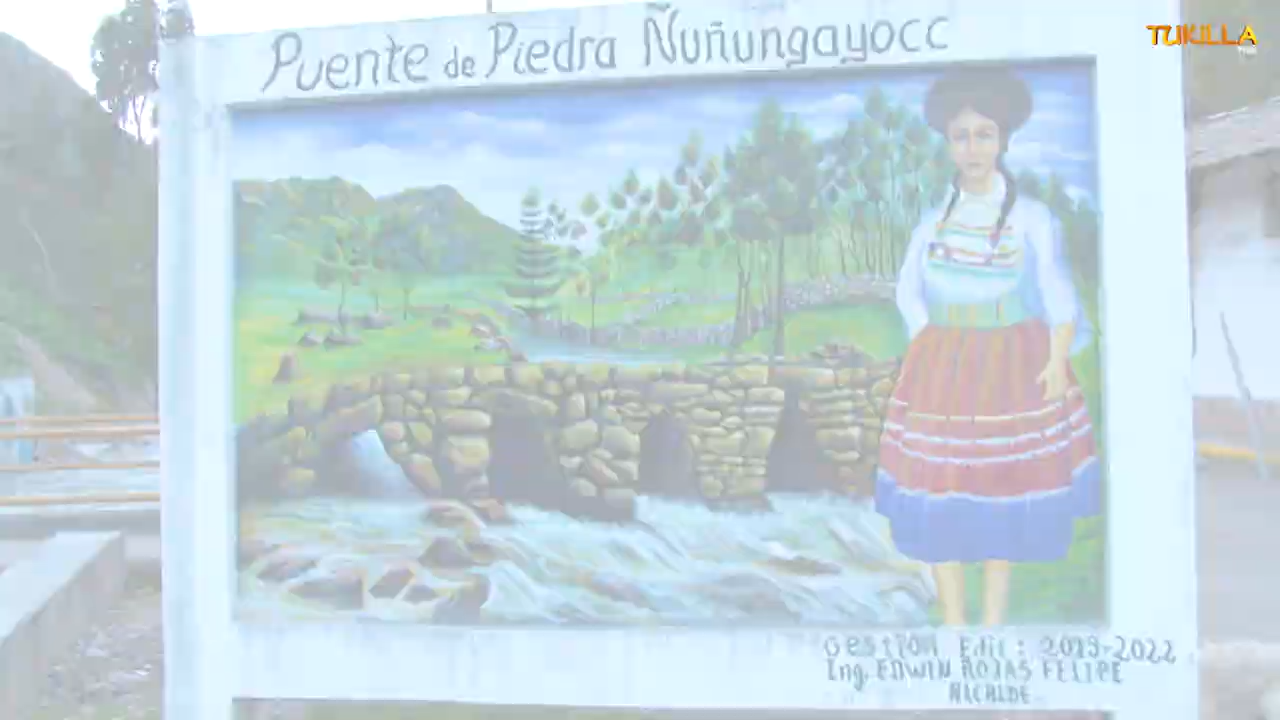 Puente de Piedra Ñuñungayocc
TUKILLA
Gestion Edil: 2019-2022
Ing. EDWIN ROJAS FELIPE
ALCALDE